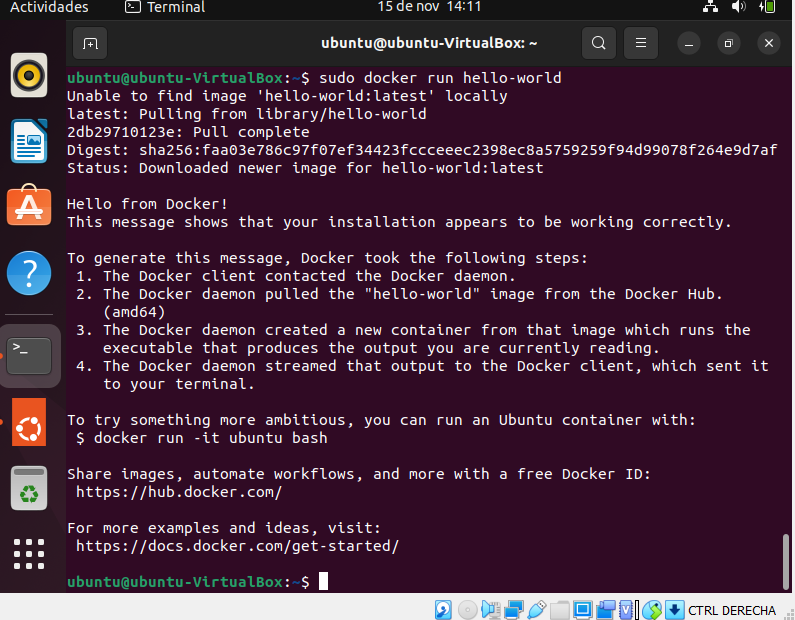 Actividades
Terminal
15 de nov 14:11
ubuntu@ubuntu-VirtualBox: ~
ubuntu@ubuntu-VirtualBox:~$ sudo docker run hello-world
Unable to find image 'hello-world:latest' locally
latest: Pulling from library/hello-world
2db29710123e: Pull complete
Digest: sha256:faa03e786c97f07ef34423fccceeec2398ec8a5759259f94d99078f264e9d7af
Status: Downloaded newer image for hello-world:latest
Hello from Docker!
This message shows that your installation appears to be working correctly.
To generate this message, Docker took the following steps:
1. The Docker client contacted the Docker daemon.
2. The Docker daemon pulled the "hello-world" image from the Docker Hub.
(amd64)
3. The Docker daemon created a new container from that image which runs the
executable that produces the output you are currently reading.
4. The Docker daemon streamed that output to the Docker client, which sent it
to your terminal.
To try something more ambitious, you can run an Ubuntu container with:
$ docker run -it ubuntu bash
Share images, automate workflows, and more with a free Docker ID:
https://hub.docker.com/
For more examples and ideas, visit:
https://docs.docker.com/get-started/
ubuntu@ubuntu-VirtualBox:~$
CTRL DERECHA